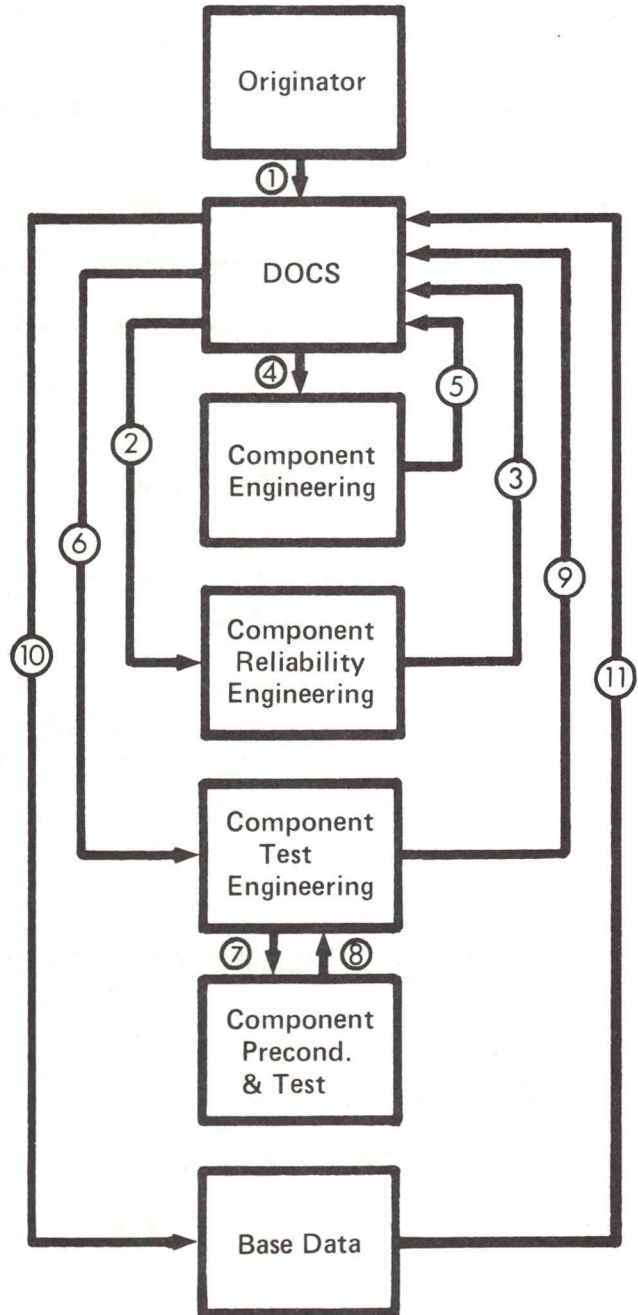 Originator
①
DOCS
④
⑤
②
Component
Engineering
③
⑥
⑨
Component
Reliability
Engineering
⑩
⑪
Component
Test
Engineering
⑦
⑧
Component
Precond.
& Test
Base Data